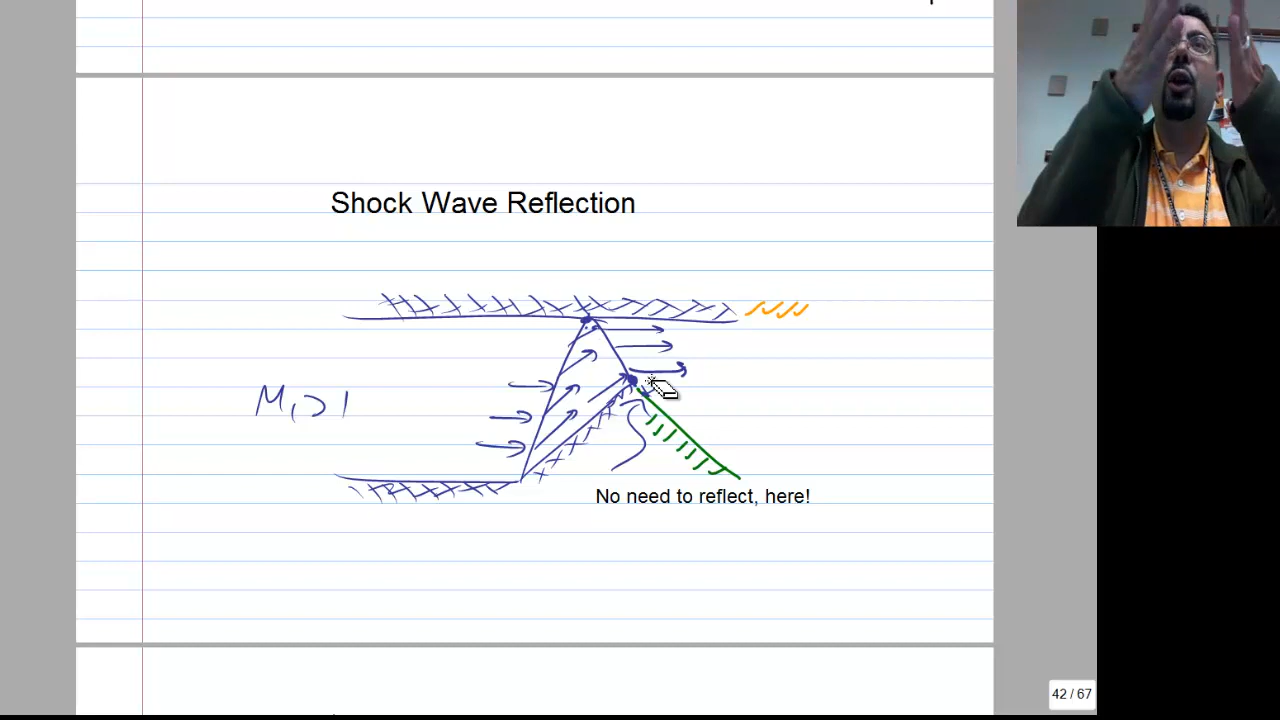 Shock Wave Reflection
M₁ > 1
No need to reflect, here!
42 / 67